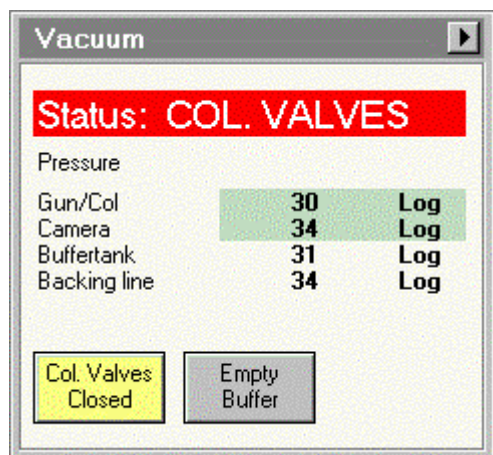 Vacuum
Status: COL. VALVES
Pressure
Gun/Col 30 Log
Camera 34 Log
Buffertank 31 Log
Backing line 34 Log
Col. Valves
Closed
Empty
Buffer